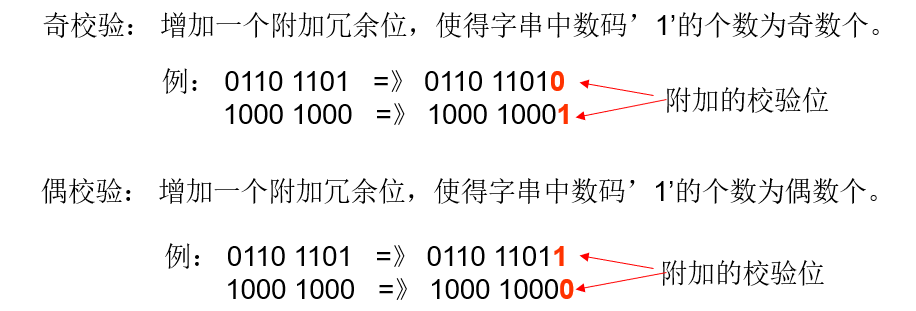 奇校验： 增加一个附加冗余位，使得字串中数码’1’的个数为奇数个。
例： 0110 1101 =》 0110 11010
1000 1000 =》 1000 10001
附加的校验位
偶校验： 增加一个附加冗余位，使得字串中数码’1’的个数为偶数个。
例： 0110 1101 =》 0110 11011
1000 1000 =》 1000 10000
附加的校验位